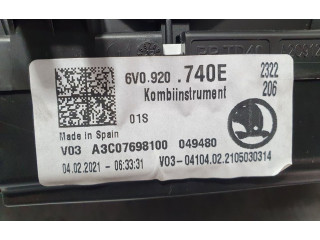 6V0.920 .740E 2322
Kombiinstrument 206
01S
Made in Spain
V03 A3C07698100 049480
04.02.2021 - 06:33:31 V03-04104.02.2105030314